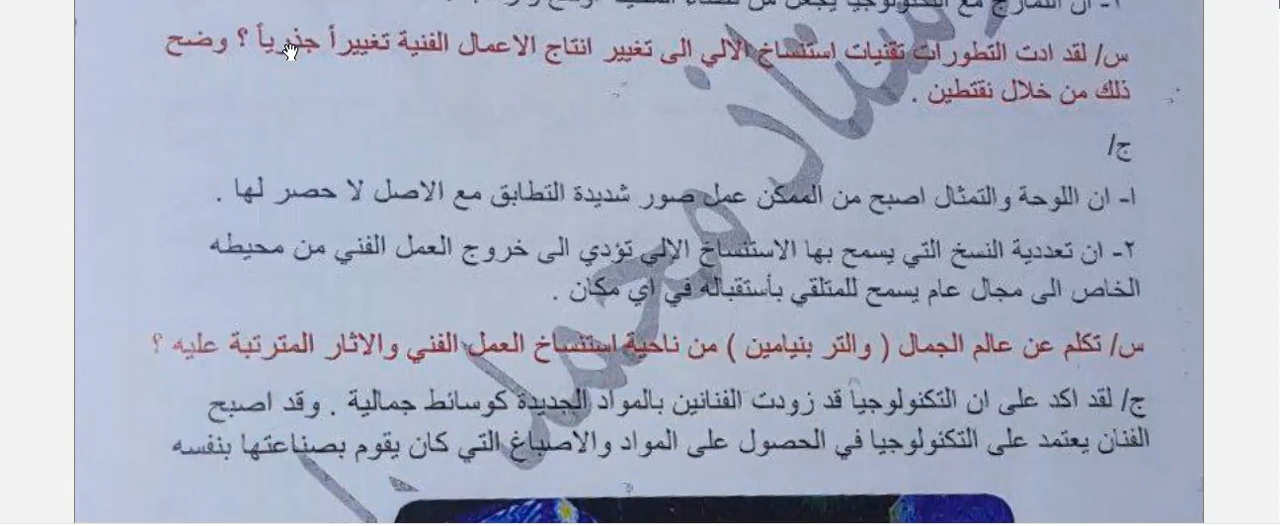 س/ لقد ادت التطورات تقنيات استنساخ الالي الى تغيير انتاج الاعمال الفنية تغييراً جذرياً ؟ وضح
ذلك من خلال نقتطين .
ج/
١- ان اللوحة والتمثال اصبح من الممكن عمل صور شديدة التطابق مع الاصل لا حصر لها .
٢- ان تعددية النسخ التي يسمح بها الاستنساخ الالي تؤدي الى خروج العمل الفني من محيطه
الخاص الى مجال عام يسمح للمتلقي بأستقباله في اي مكان .
س/ تكلم عن عالم الجمال ( والتر بنيامين ) من ناحية استنساخ العمل الفني والاثار المترتبة عليه ؟
ج/ لقد اكد على ان التكنولوجيا قد زودت الفنانين بالمواد الجديدة كوسائط جمالية . وقد اصبح
الفنان يعتمد على التكنولوجيا في الحصول على المواد والاصباغ التي كان يقوم بصناعتها بنفسه